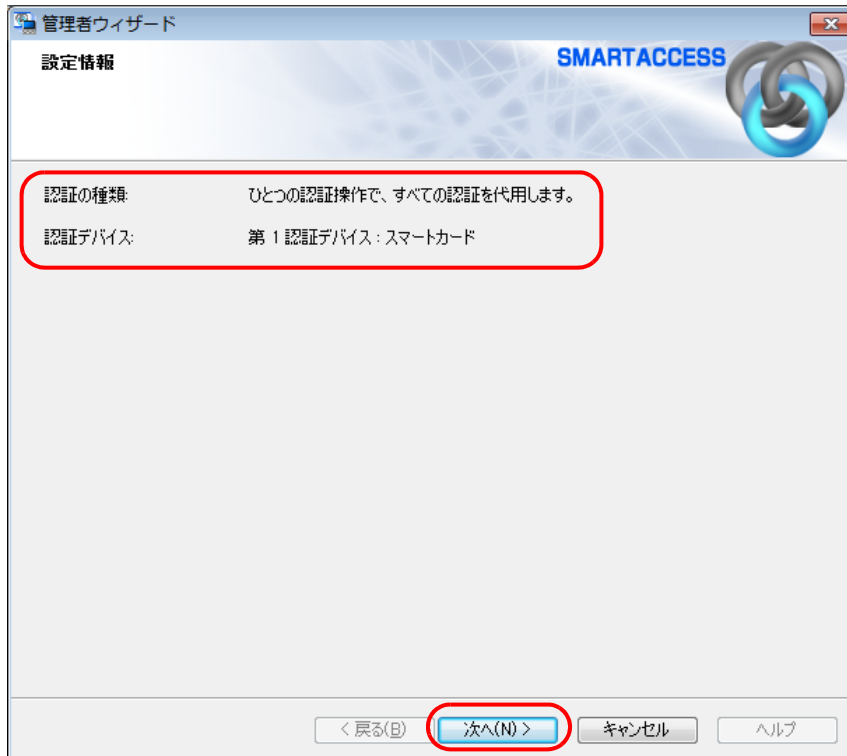 管理者ウィザード
設定情報
SMARTACCESS
認証の種類: ひとつの認証操作で、すべての認証を代用します。
認証デバイス: 第 1 認証デバイス : スマートカード
< 戻る(B) 次へ(N) > キャンセル ヘルプ